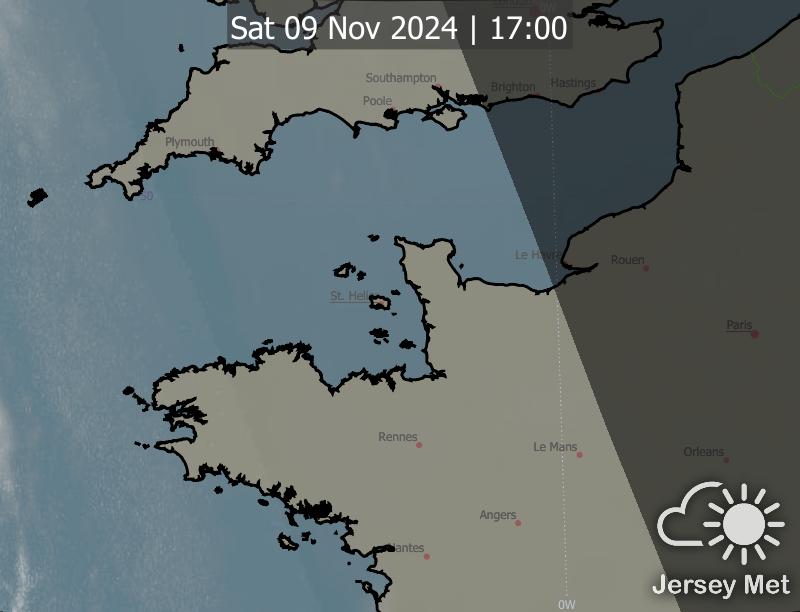 Sat 09 Nov 2024 | 17:00
0W
Southampton
Brighton
Hastings
Poole
Plymouth
50
Le Havre
Rouen
St. Helier
Paris
Rennes
Le Mans
Orleans
Angers
Nantes
Jersey Met
0W